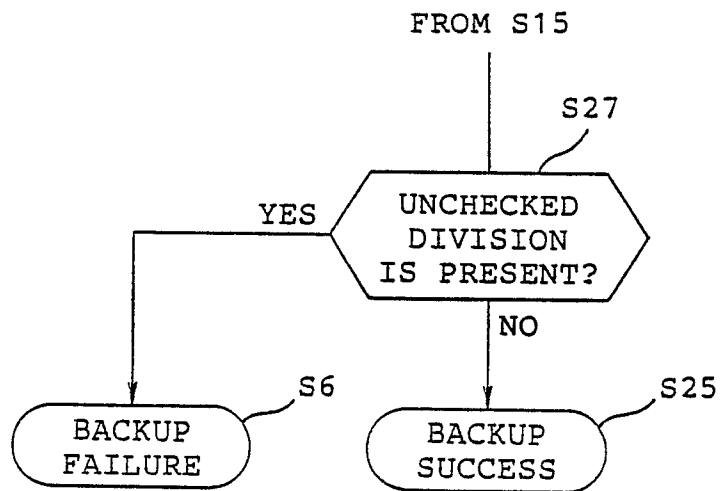 FROM S15
S27
UNCHECKED
DIVISION
IS PRESENT?
YES
NO
S6
BACKUP
FAILURE
S25
BACKUP
SUCCESS